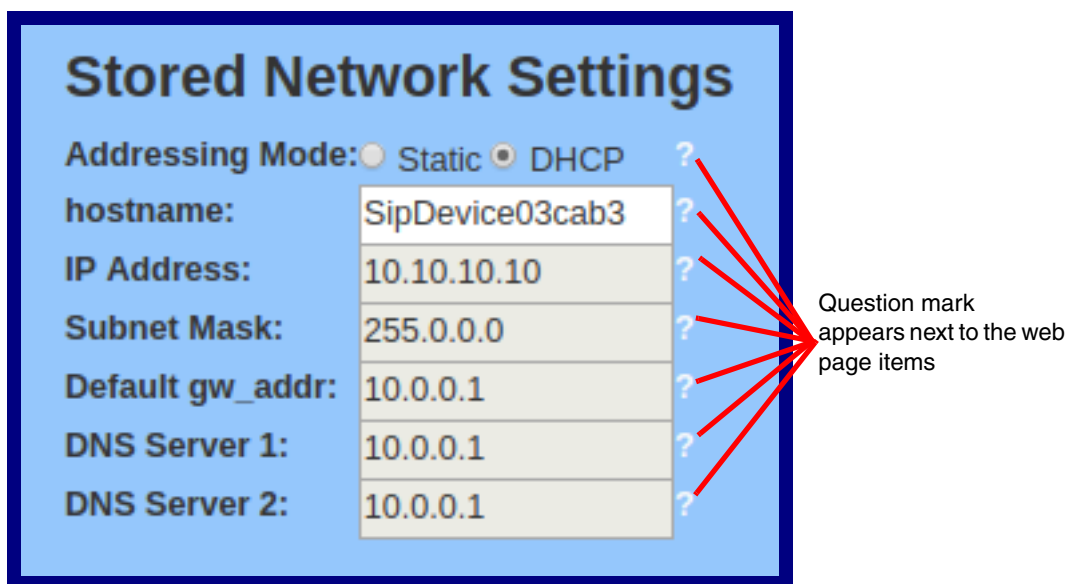 Stored Network Settings
Addressing Mode: Static DHCP ?
hostname: SipDevice03cab3 ?
IP Address: 10.10.10.10 ?
Subnet Mask: 255.0.0.0 ?
Default gw_addr: 10.0.0.1 ?
DNS Server 1: 10.0.0.1 ?
DNS Server 2: 10.0.0.1 ?
Question mark
appears next to the web
page items